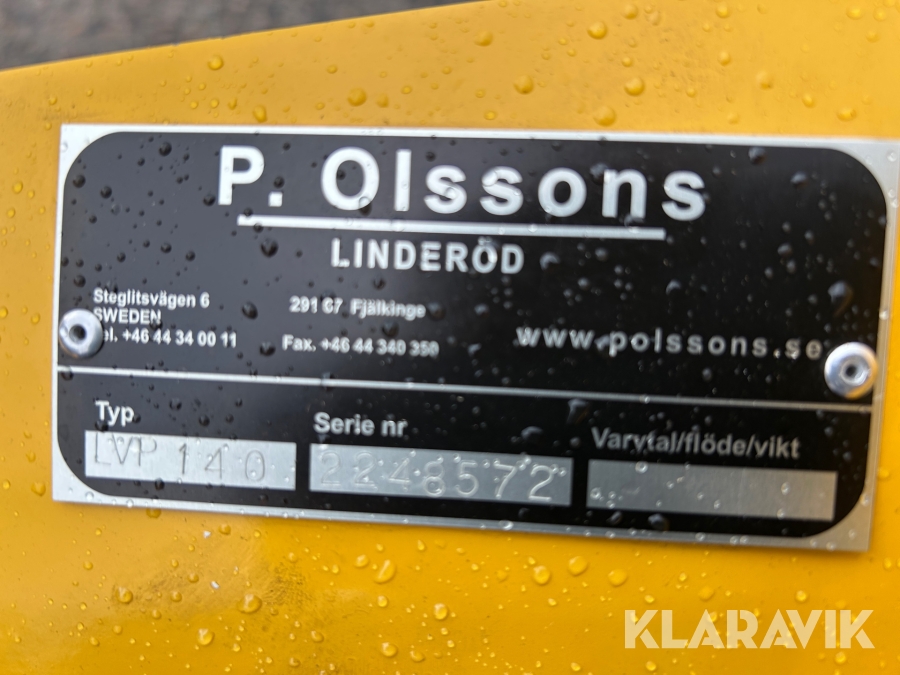 P. Olssons
LINDERÖD
Steglitsvägen 6 291 67 Fjälkinge
SWEDEN
Tel. +46 44 34 00 11 Fax. +46 44 340 350 www.polssons.se
Typ Serie nr Varvtal/flöde/vikt
LVP 140 2248572
KLARAVIK